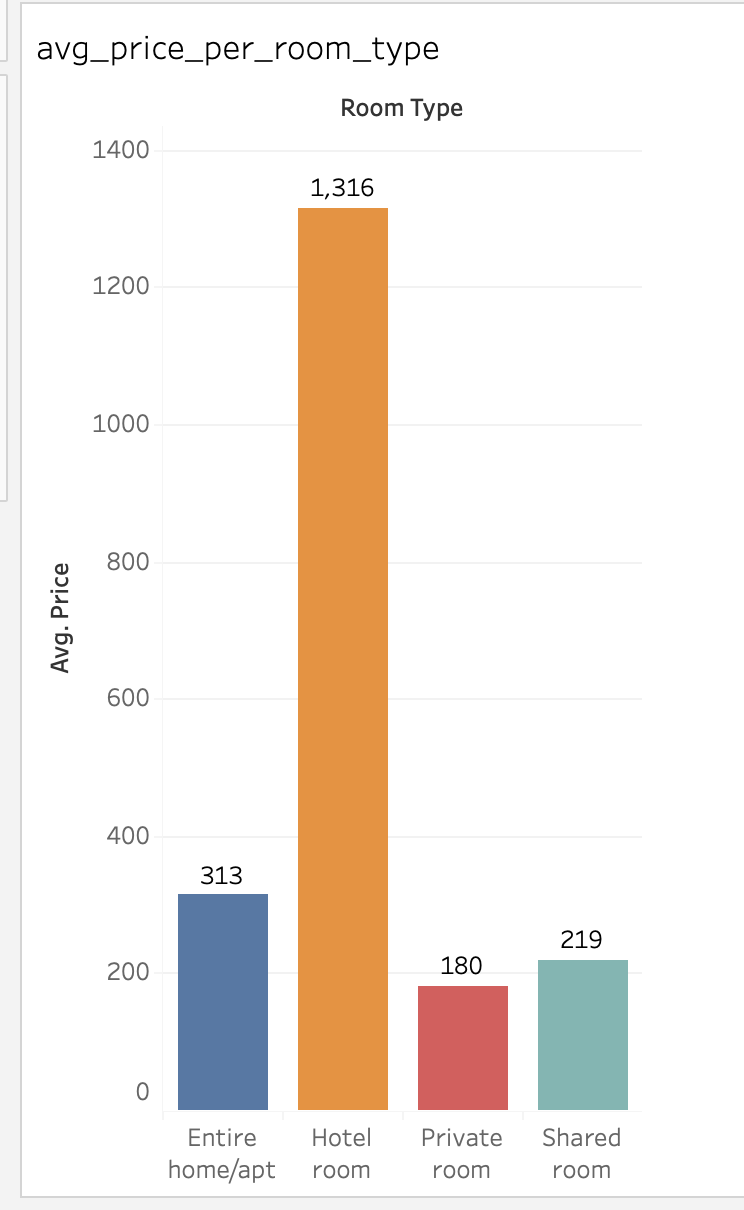 avg_price_per_room_type
Room Type
1400
1,316
1200
1000
800
Avg. Price
600
400
313
219
200
180
0
Entire
home/apt
Hotel
room
Private
room
Shared
room